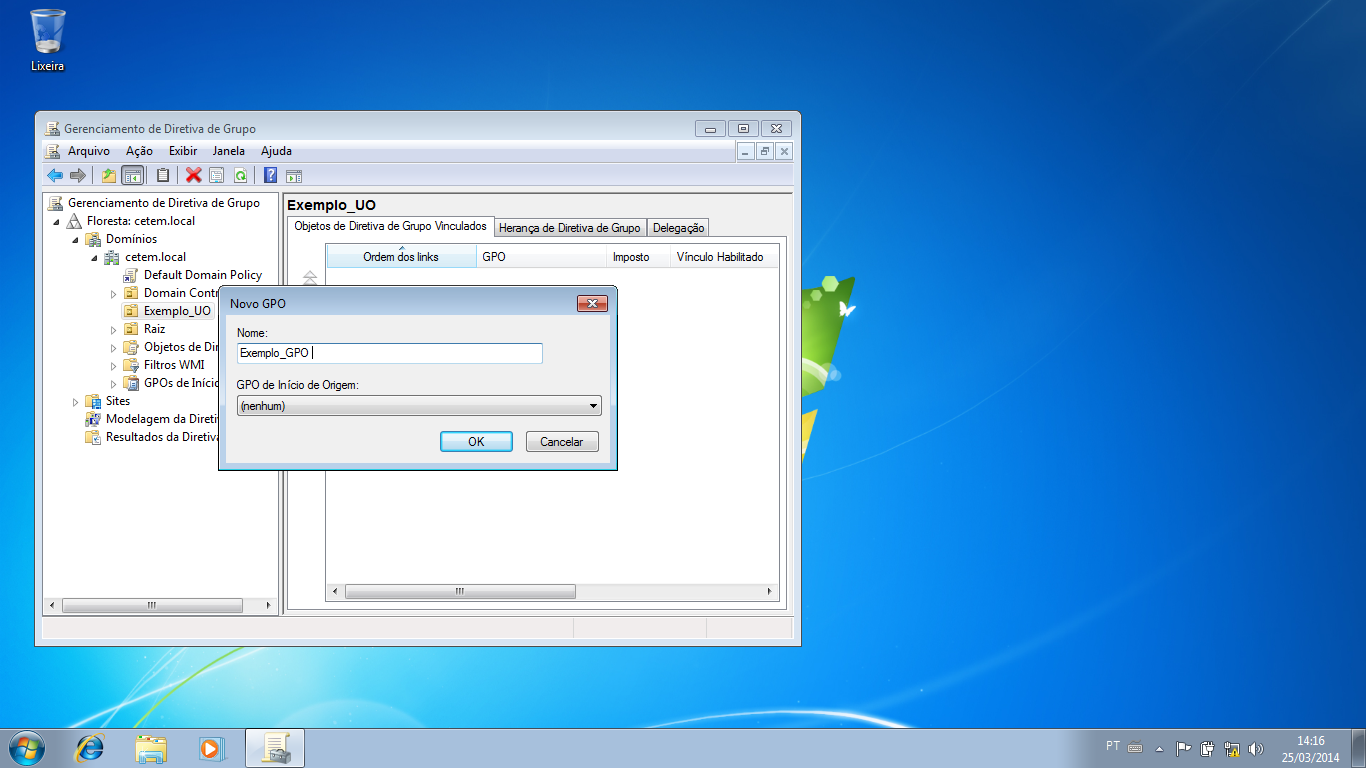 Lixeira
Gerenciamento de Diretiva de Grupo
Arquivo Ação Exibir Janela Ajuda
Gerenciamento de Diretiva de Grupo
Floresta: cetem.local
Domínios
cetem.local
Default Domain Policy
Domain Contr
Exemplo_UO
Raiz
Objetos de Dir
Filtros WMI
GPOs de Iníci
Sites
Modelagem da Direti
Resultados da Diretiva
Exemplo_UO
Objetos de Diretiva de Grupo Vinculados Herança de Diretiva de Grupo Delegação
Ordem dos links GPO Imposto Vínculo Habilitado
Novo GPO
Nome:
Exemplo_GPO
GPO de Início de Origem:
(nenhum)
OK Cancelar
PT
14:16
25/03/2014